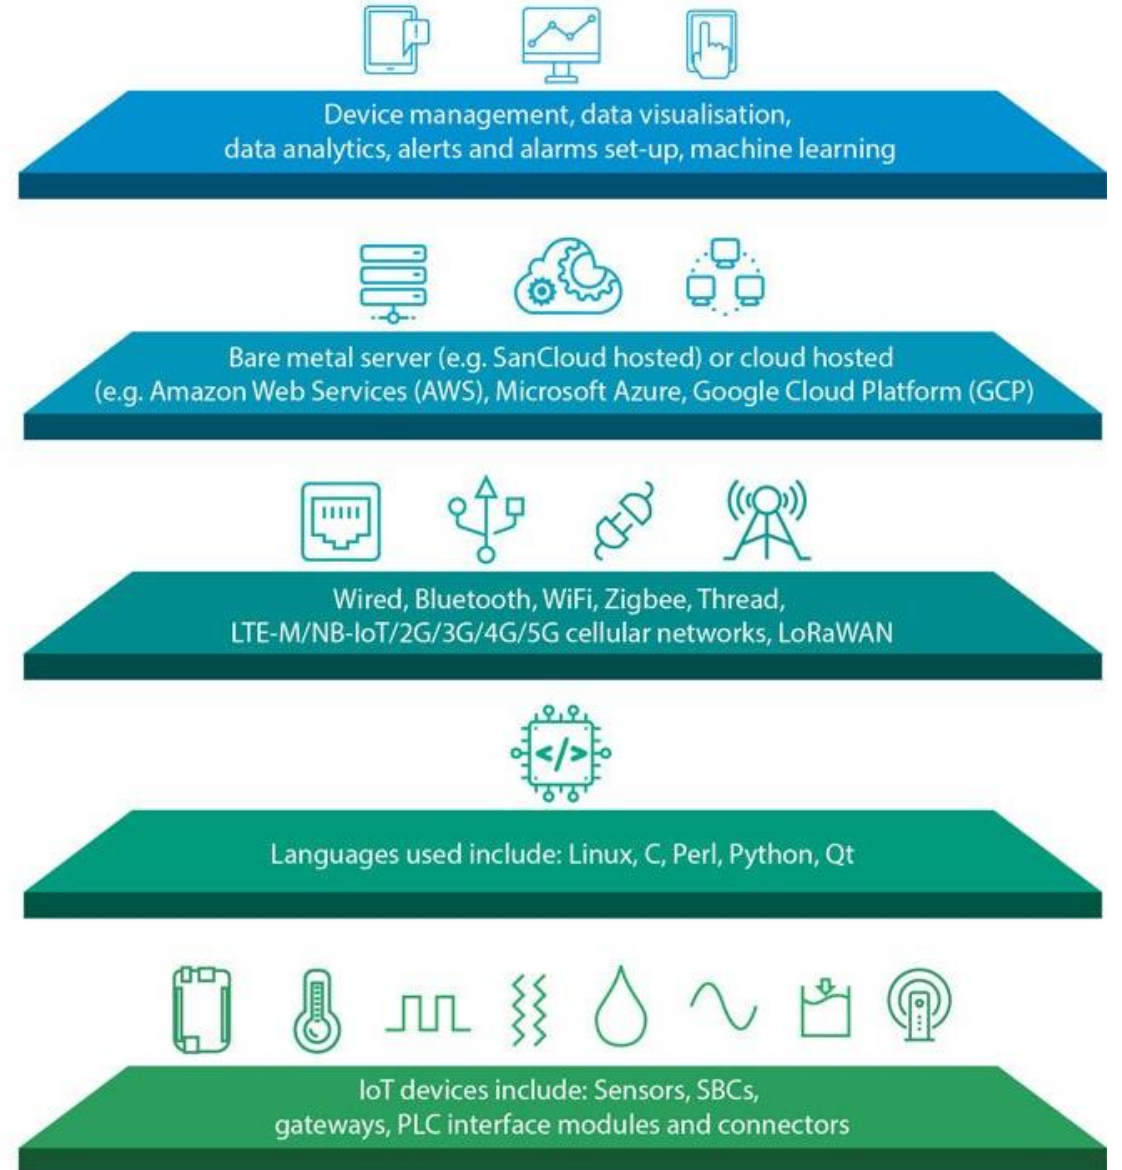 Device management, data visualisation,
data analytics, alerts and alarms set-up, machine learning
Bare metal server (e.g. SanCloud hosted) or cloud hosted
(e.g. Amazon Web Services (AWS), Microsoft Azure, Google Cloud Platform (GCP)
Wired, Bluetooth, WiFi, Zigbee, Thread,
LTE-M/NB-IoT/2G/3G/4G/5G cellular networks, LoRaWAN
</>
Languages used include: Linux, C, Perl, Python, Qt
IoT devices include: Sensors, SBCs,
gateways, PLC interface modules and connectors